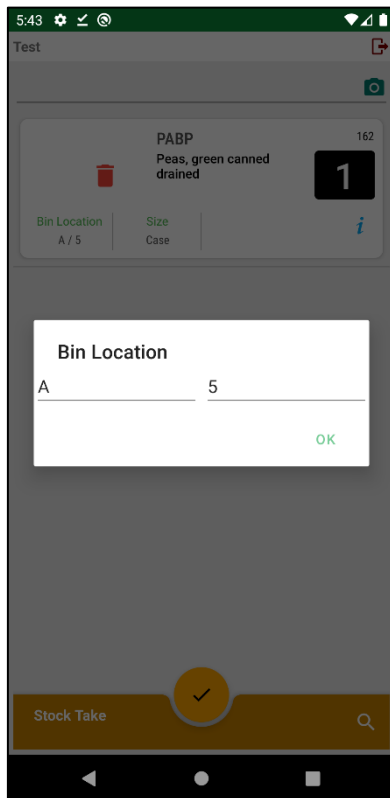 5:43
Test
PABP
162
Peas, green canned
drained
1
Bin Location
Size
i
A / 5
Case
Bin Location
A
5
OK
Stock Take